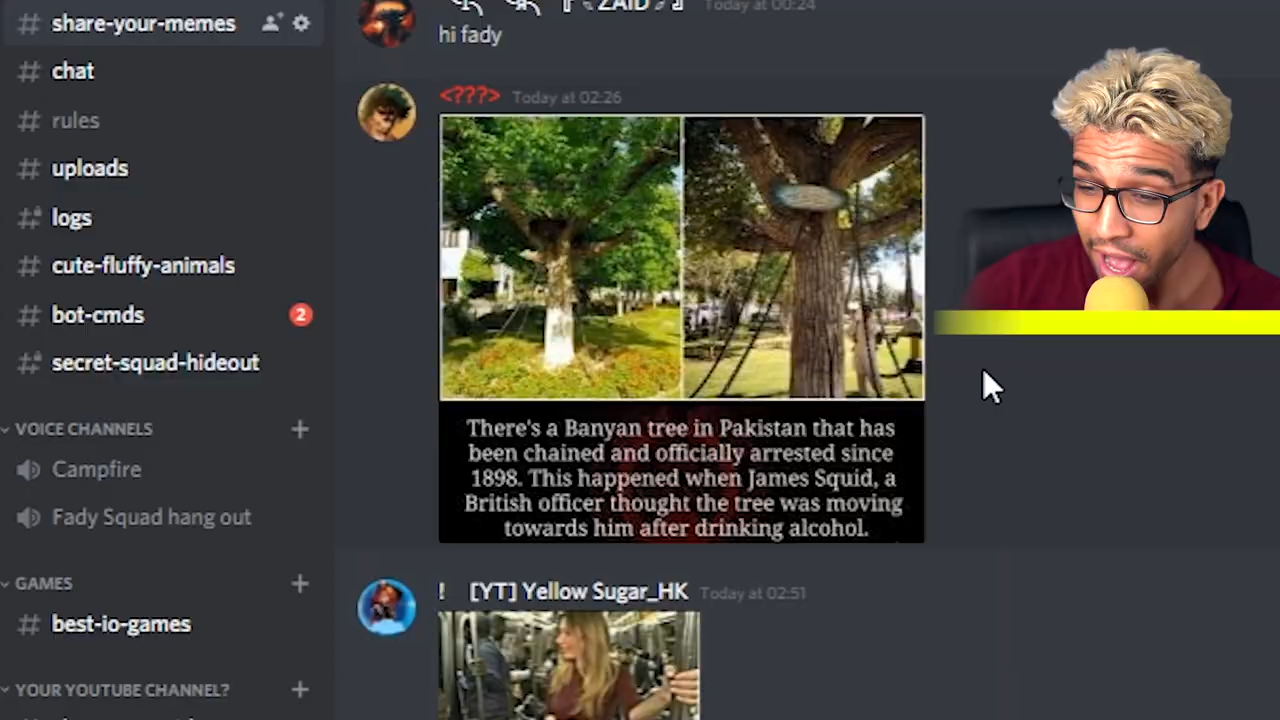 # share-your-memes
# chat
# rules
# uploads
# logs
# cute-fluffy-animals
# bot-cmds 2
# secret-squad-hideout
VOICE CHANNELS +
Campfire
Fady Squad hang out
GAMES +
# best-io-games
YOUR YOUTUBE CHANNEL? +
ZAID Today at 00:24
hi fady
<???> Today at 02:26
There's a Banyan tree in Pakistan that has
been chained and officially arrested since
1898. This happened when James Squid, a
British officer thought the tree was moving
towards him after drinking alcohol.
! [YT] Yellow Sugar_HK Today at 02:51